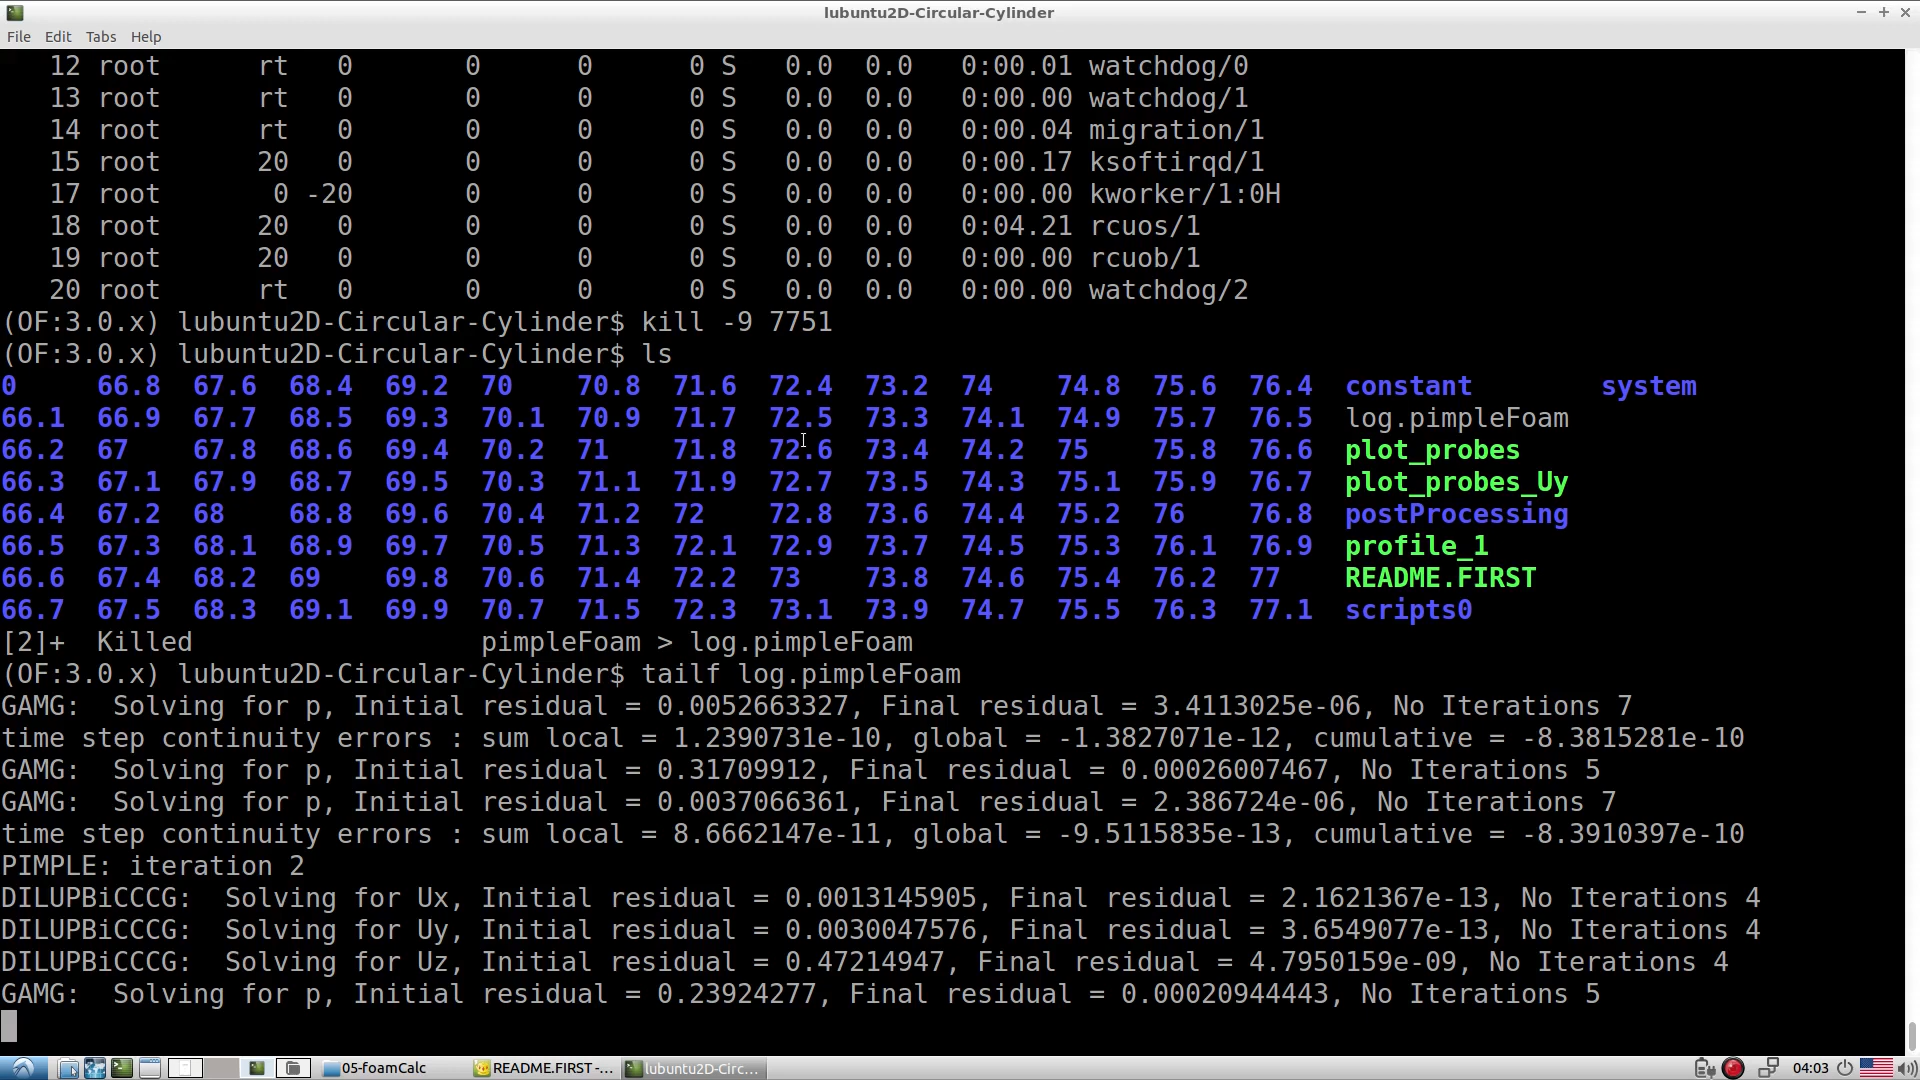 lubuntu2D-Circular-Cylinder
File Edit Tabs Help
12 root rt 0 0 0 0 S 0.0 0.0 0:00.01 watchdog/0
13 root rt 0 0 0 0 S 0.0 0.0 0:00.00 watchdog/1
14 root rt 0 0 0 0 S 0.0 0.0 0:00.04 migration/1
15 root 20 0 0 0 0 S 0.0 0.0 0:00.17 ksoftirqd/1
17 root 0 -20 0 0 0 S 0.0 0.0 0:00.00 kworker/1:0H
18 root 20 0 0 0 0 S 0.0 0.0 0:04.21 rcuos/1
19 root 20 0 0 0 0 S 0.0 0.0 0:00.00 rcuob/1
20 root rt 0 0 0 0 S 0.0 0.0 0:00.00 watchdog/2
(OF:3.0.x) lubuntu2D-Circular-Cylinder$ kill -9 7751
(OF:3.0.x) lubuntu2D-Circular-Cylinder$ ls
0 66.8 67.6 68.4 69.2 70 70.8 71.6 72.4 73.2 74 74.8 75.6 76.4 constant system
66.1 66.9 67.7 68.5 69.3 70.1 70.9 71.7 72.5 73.3 74.1 74.9 75.7 76.5 log.pimpleFoam
66.2 67 67.8 68.6 69.4 70.2 71 71.8 72.6 73.4 74.2 75 75.8 76.6 plot_probes
66.3 67.1 67.9 68.7 69.5 70.3 71.1 71.9 72.7 73.5 74.3 75.1 75.9 76.7 plot_probes_Uy
66.4 67.2 68 68.8 69.6 70.4 71.2 72 72.8 73.6 74.4 75.2 76 76.8 postProcessing
66.5 67.3 68.1 68.9 69.7 70.5 71.3 72.1 72.9 73.7 74.5 75.3 76.1 76.9 profile_1
66.6 67.4 68.2 69 69.8 70.6 71.4 72.2 73 73.8 74.6 75.4 76.2 77 README.FIRST
66.7 67.5 68.3 69.1 69.9 70.7 71.5 72.3 73.1 73.9 74.7 75.5 76.3 77.1 scripts0
[2]+ Killed pimpleFoam > log.pimpleFoam
(OF:3.0.x) lubuntu2D-Circular-Cylinder$ tailf log.pimpleFoam
GAMG: Solving for p, Initial residual = 0.0052663327, Final residual = 3.4113025e-06, No Iterations 7
time step continuity errors : sum local = 1.2390731e-10, global = -1.3827071e-12, cumulative = -8.3815281e-10
GAMG: Solving for p, Initial residual = 0.31709912, Final residual = 0.00026007467, No Iterations 5
GAMG: Solving for p, Initial residual = 0.0037066361, Final residual = 2.386724e-06, No Iterations 7
time step continuity errors : sum local = 8.6662147e-11, global = -9.5115835e-13, cumulative = -8.3910397e-10
PIMPLE: iteration 2
DILUPBiCCCG: Solving for Ux, Initial residual = 0.0013145905, Final residual = 2.1621367e-13, No Iterations 4
DILUPBiCCCG: Solving for Uy, Initial residual = 0.0030047576, Final residual = 3.6549077e-13, No Iterations 4
DILUPBiCCCG: Solving for Uz, Initial residual = 0.47214947, Final residual = 4.7950159e-09, No Iterations 4
GAMG: Solving for p, Initial residual = 0.23924277, Final residual = 0.00020944443, No Iterations 5
05-foamCalc README.FIRST -... lubuntu2D-Circ... 04:03